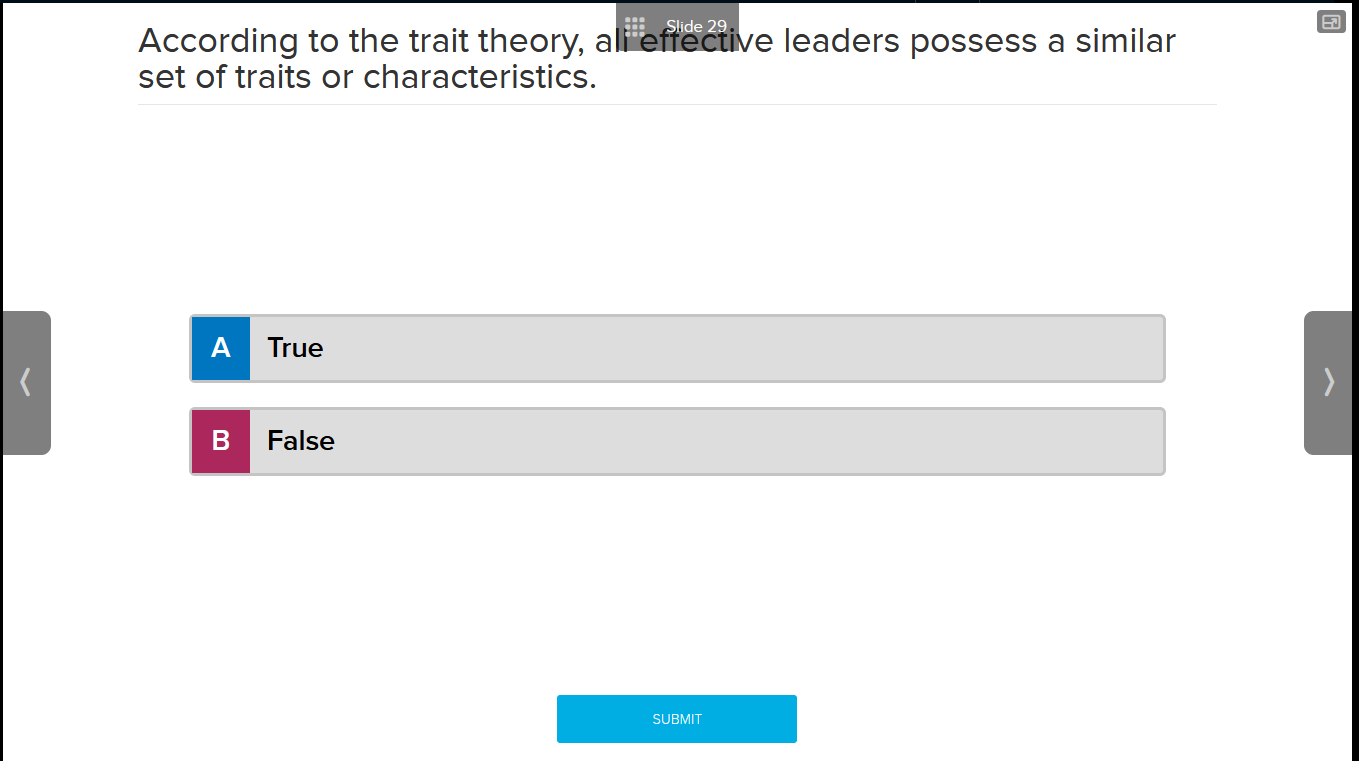 Slide 29
According to the trait theory, all effective leaders possess a similar
set of traits or characteristics.
A True
B False
SUBMIT